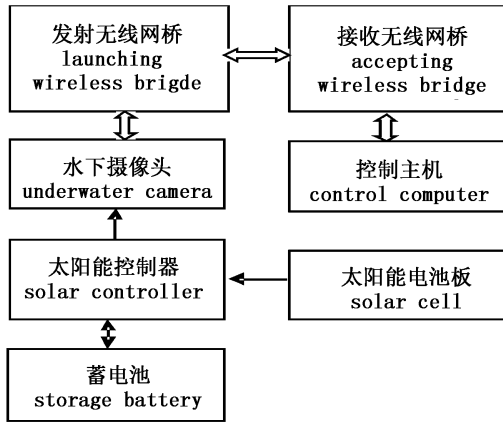 发射无线网桥
launching
wireless brigde
接收无线网桥
accepting
wireless bridge
水下摄像头
underwater camera
控制主机
control computer
太阳能控制器
solar controller
太阳能电池板
solar cell
蓄电池
storage battery